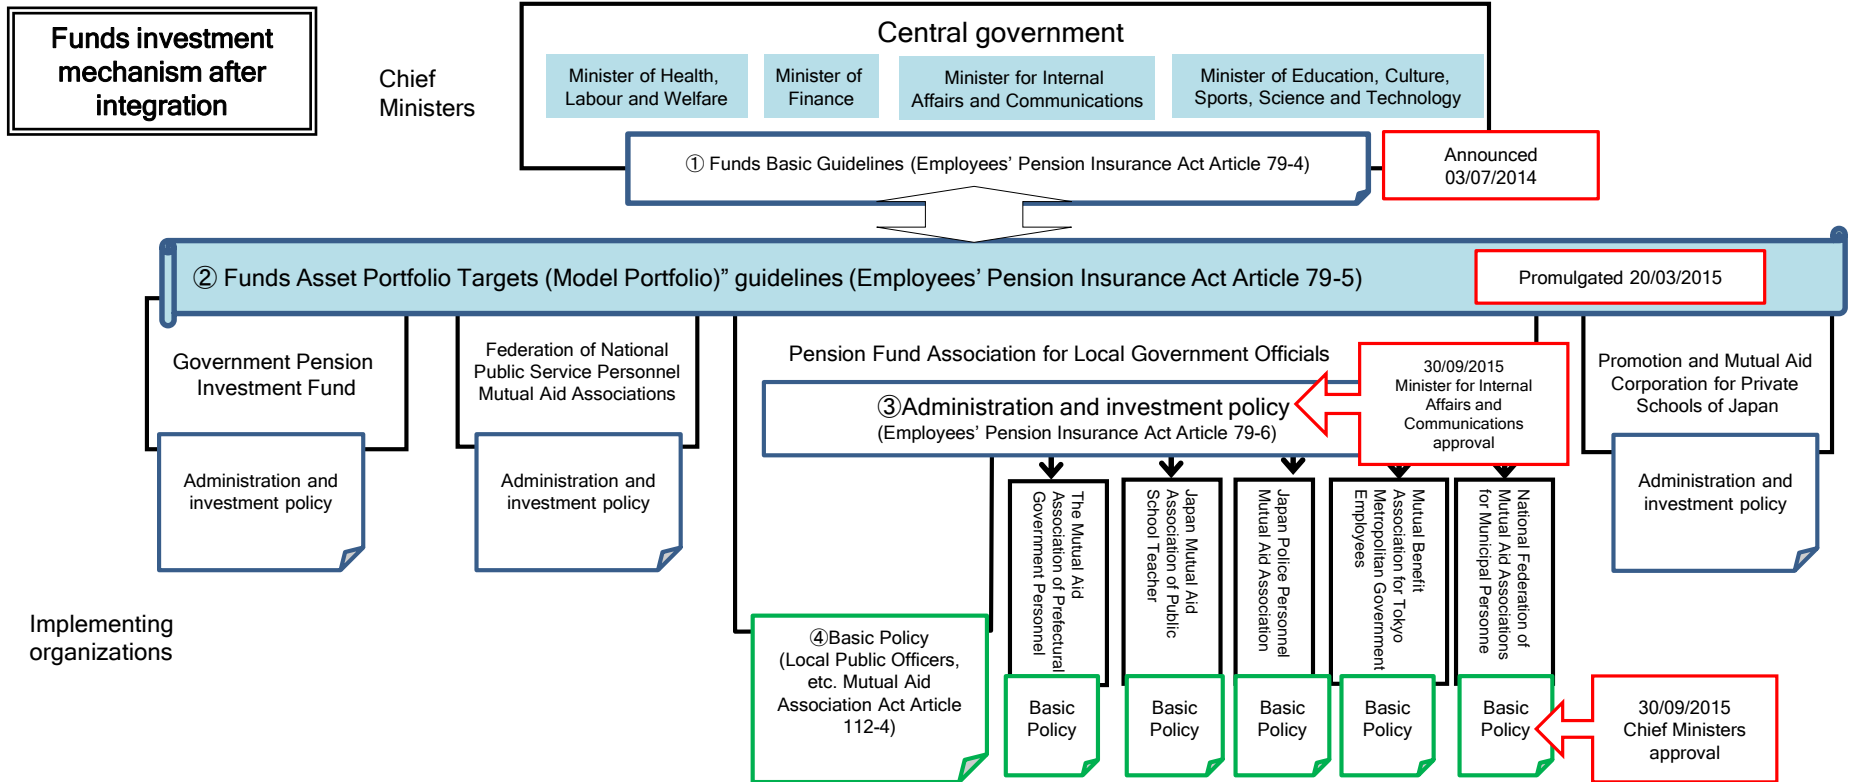 Funds investment
mechanism after
integration
Chief
Ministers
Central government
Minister of Health,
Labour and Welfare
Minister of
Finance
Minister for Internal
Affairs and Communications
Minister of Education, Culture,
Sports, Science and Technology
① Funds Basic Guidelines (Employees’ Pension Insurance Act Article 79-4)
Announced
03/07/2014
② Funds Asset Portfolio Targets (Model Portfolio)” guidelines (Employees’ Pension Insurance Act Article 79-5)
Promulgated 20/03/2015
Government Pension
Investment Fund
Administration and
investment policy
Federation of National
Public Service Personnel
Mutual Aid Associations
Administration and
investment policy
Pension Fund Association for Local Government Officials
③Administration and investment policy
(Employees’ Pension Insurance Act Article 79-6)
30/09/2015
Minister for Internal
Affairs and
Communications
approval
Promotion and Mutual Aid
Corporation for Private
Schools of Japan
Administration and
investment policy
The Mutual Aid
Association of Prefectural
Government Personnel
Japan Mutual Aid
Association of Public
School Teacher
Japan Police Personnel
Mutual Aid Association
Mutual Benefit
Association for Tokyo
Metropolitan Government
Employees
National Federation of
Mutual Aid Associations
for Municipal Personne
Implementing
organizations
④Basic Policy
(Local Public Officers,
etc. Mutual Aid
Association Act Article
112-4)
Basic
Policy
Basic
Policy
Basic
Policy
Basic
Policy
Basic
Policy
30/09/2015
Chief Ministers
approval